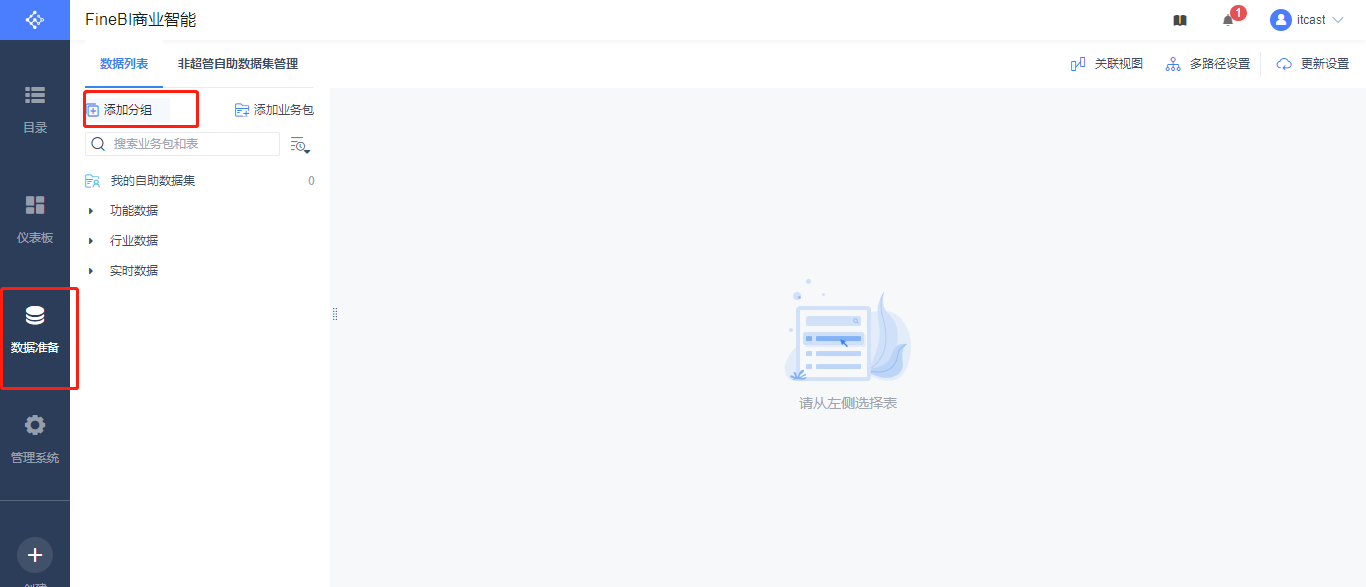 FineBI商业智能
1
itcast
目录
仪表板
数据准备
管理系统
数据列表 非超管自助数据集管理
关联视图 多路径设置 更新设置
添加分组 添加业务包
搜索业务包和表
我的自助数据集 0
功能数据
行业数据
实时数据
请从左侧选择表